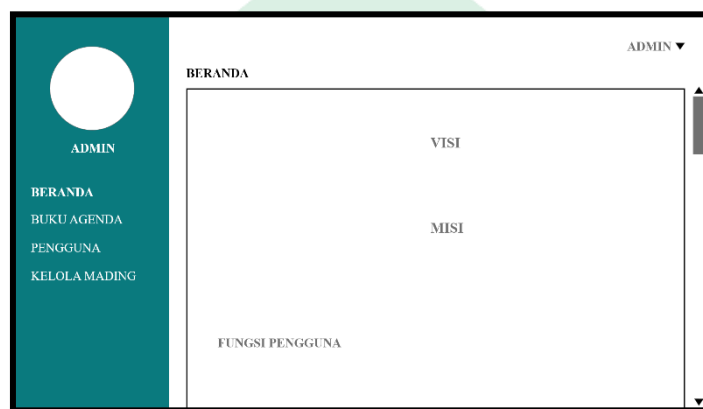 ADMIN
BERANDA
BUKU AGENDA
PENGGUNA
KELOLA MADING
ADMIN
BERANDA
VISI
MISI
FUNGSI PENGGUNA